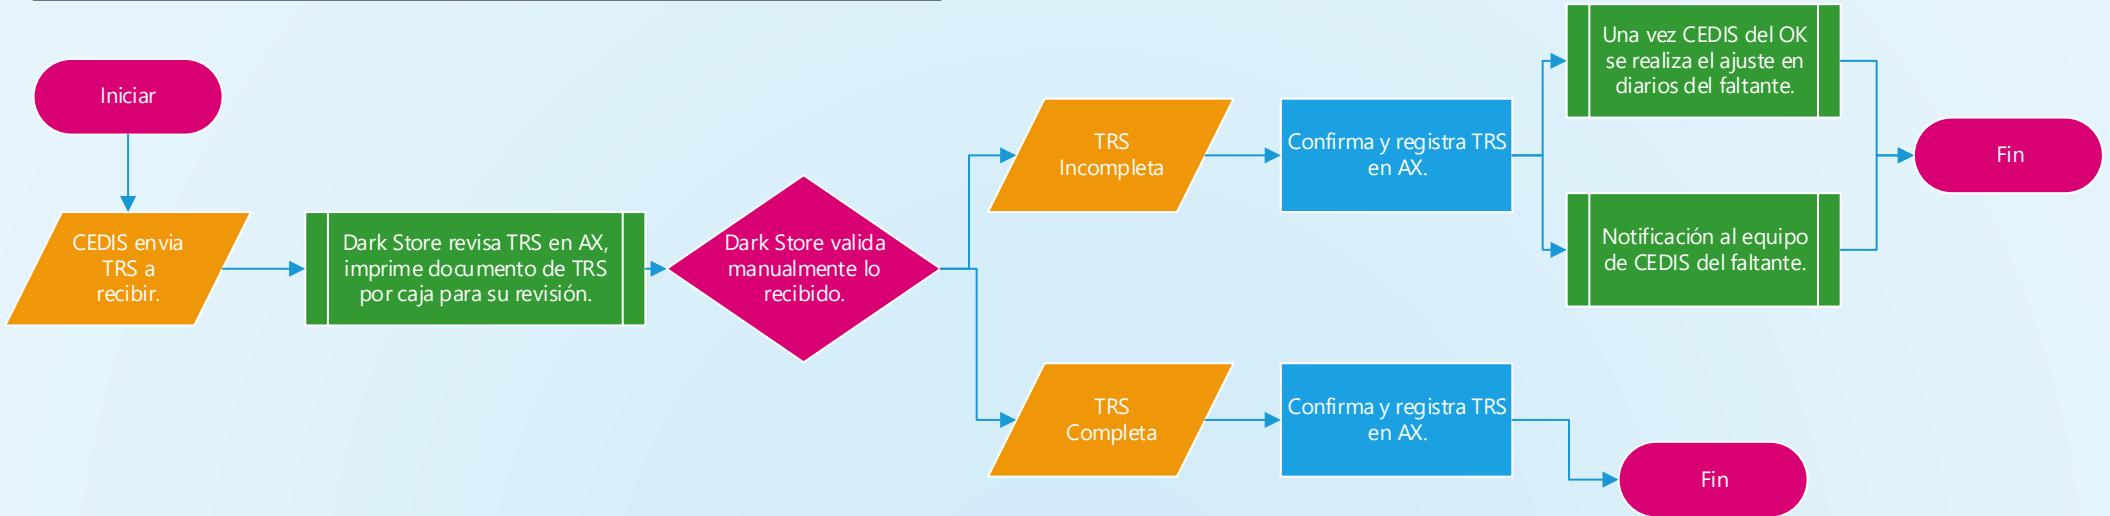 Iniciar
CEDIS envia
TRS a
recibir.
Dark Store revisa TRS en AX,
imprime documento de TRS
por caja para su revisión.
Dark Store valida
manualmente lo
recibido.
TRS
Incompleta
Confirma y registra TRS
en AX.
Una vez CEDIS del OK
se realiza el ajuste en
diarios del faltante.
Notificación al equipo
de CEDIS del faltante.
Fin
TRS
Completa
Confirma y registra TRS
en AX.
Fin